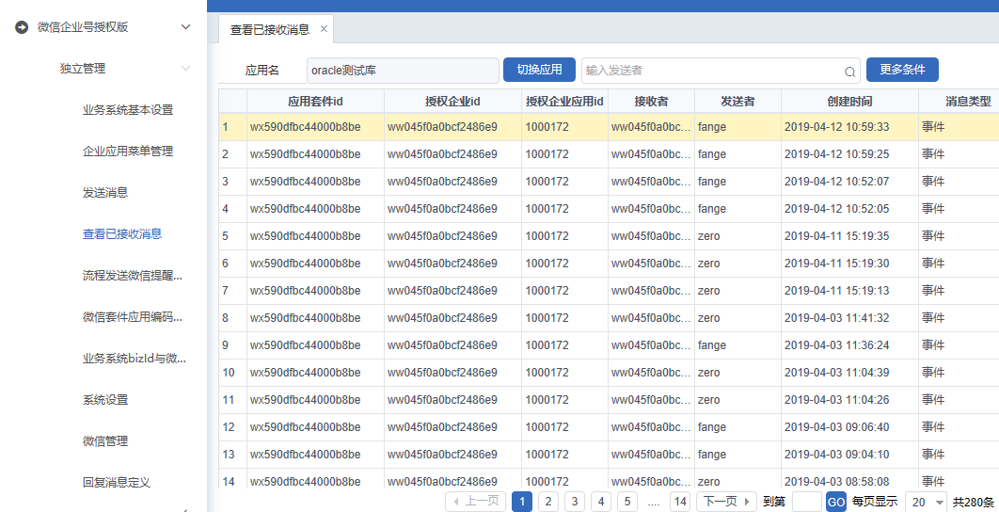 微信企业号授权版
独立管理
业务系统基本设置
企业应用菜单管理
发送消息
查看已接收消息
流程发送微信提醒...
微信套件应用编码...
业务系统bizId与微...
系统设置
微信管理
回复消息定义
查看已接收消息 ×
应用名 oracle测试库 切换应用 输入发送者 更多条件
应用套件id 授权企业id 授权企业应用id 接收者 发送者 创建时间 消息类型
1 wx590dfbc44000b8be ww045f0a0bcf2486e9 1000172 ww045f0a0bc... fange 2019-04-12 10:59:33 事件
2 wx590dfbc44000b8be ww045f0a0bcf2486e9 1000172 ww045f0a0bc... fange 2019-04-12 10:59:25 事件
3 wx590dfbc44000b8be ww045f0a0bcf2486e9 1000172 ww045f0a0bc... fange 2019-04-12 10:52:07 事件
4 wx590dfbc44000b8be ww045f0a0bcf2486e9 1000172 ww045f0a0bc... fange 2019-04-12 10:52:05 事件
5 wx590dfbc44000b8be ww045f0a0bcf2486e9 1000172 ww045f0a0bc... zero 2019-04-11 15:19:35 事件
6 wx590dfbc44000b8be ww045f0a0bcf2486e9 1000172 ww045f0a0bc... zero 2019-04-11 15:19:30 事件
7 wx590dfbc44000b8be ww045f0a0bcf2486e9 1000172 ww045f0a0bc... zero 2019-04-11 15:19:13 事件
8 wx590dfbc44000b8be ww045f0a0bcf2486e9 1000172 ww045f0a0bc... zero 2019-04-03 11:41:32 事件
9 wx590dfbc44000b8be ww045f0a0bcf2486e9 1000172 ww045f0a0bc... fange 2019-04-03 11:36:24 事件
10 wx590dfbc44000b8be ww045f0a0bcf2486e9 1000172 ww045f0a0bc... zero 2019-04-03 11:04:39 事件
11 wx590dfbc44000b8be ww045f0a0bcf2486e9 1000172 ww045f0a0bc... zero 2019-04-03 11:04:26 事件
12 wx590dfbc44000b8be ww045f0a0bcf2486e9 1000172 ww045f0a0bc... fange 2019-04-03 09:06:40 事件
13 wx590dfbc44000b8be ww045f0a0bcf2486e9 1000172 ww045f0a0bc... fange 2019-04-03 09:04:10 事件
14 wx590dfbc44000b8be ww045f0a0bcf2486e9 1000172 ww045f0a0bc... zero 2019-04-03 08:58:08 事件
上一页 1 2 3 4 5 .... 14 下一页 到第 GO 每页显示 20 共280条